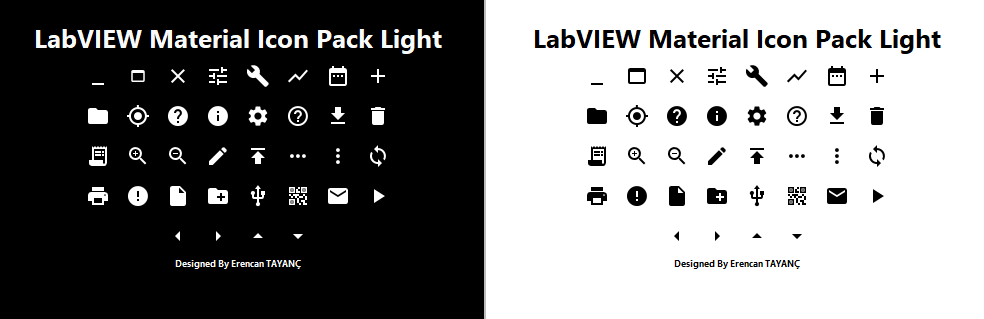 LabVIEW Material Icon Pack Light
Designed By Erencan TAYANÇ
LabVIEW Material Icon Pack Light
Designed By Erencan TAYANÇ